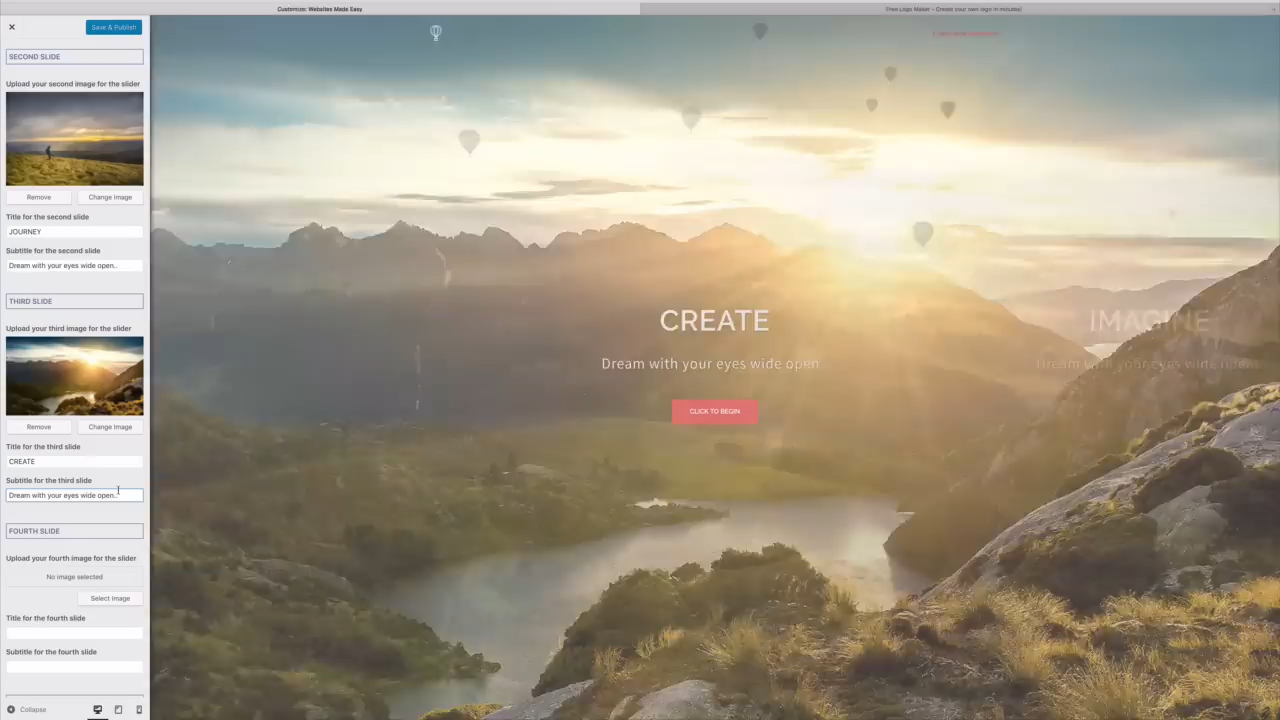 Customize: Websites Made Easy
Theo Logo Maker – Create your own logo in minutes!
Save & Publish
SECOND SLIDE
Upload your second image for the slider
Remove
Change Image
Title for the second slide
JOURNEY
Subtitle for the second slide
Dream with your eyes wide open..
THIRD SLIDE
Upload your third image for the slider
Remove
Change Image
Title for the third slide
CREATE
Subtitle for the third slide
Dream with your eyes wide open..
FOURTH SLIDE
Upload your fourth image for the slider
No image selected
Select Image
Title for the fourth slide
Subtitle for the fourth slide
Collapse
CREATE
Dream with your eyes wide open
CLICK TO BEGIN
IMAGINE
Dream with your eyes wide open